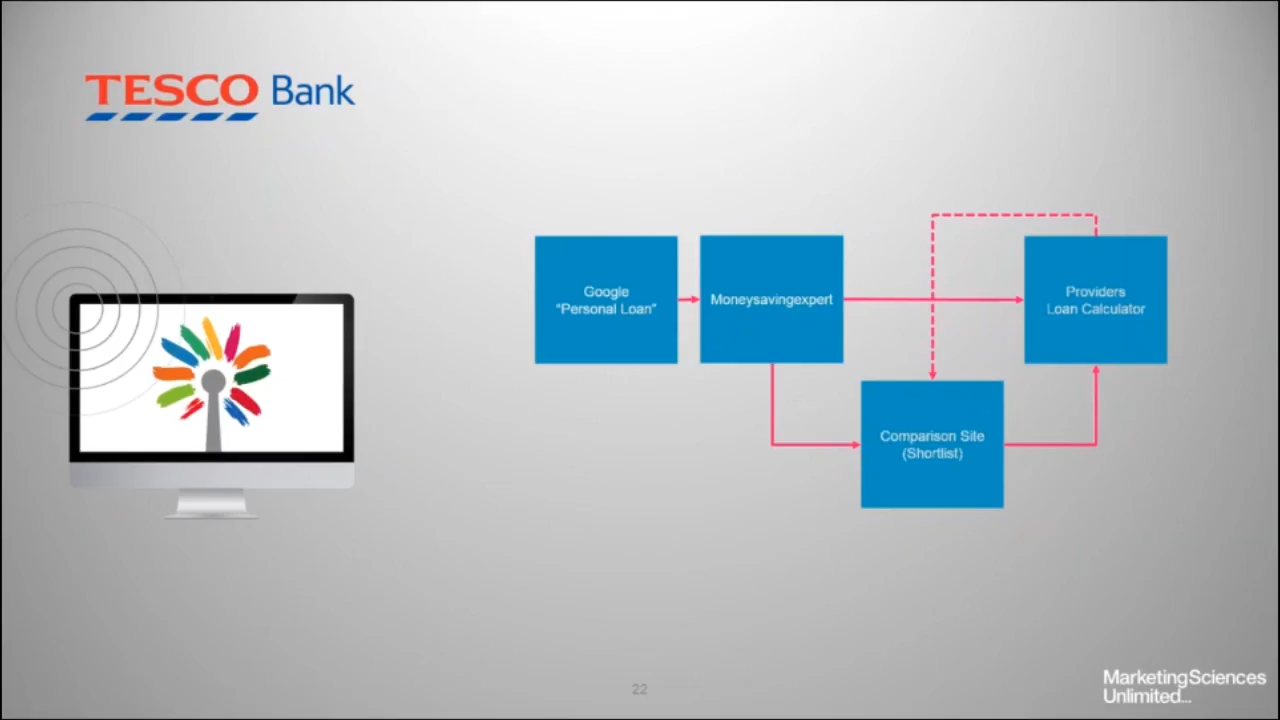 TESCO Bank
Google
"Personal Loan"
Moneysavingexpert
Providers
Loan Calculator
Comparison Site
(Shortlist)
22
MarketingSciences
Unlimited...